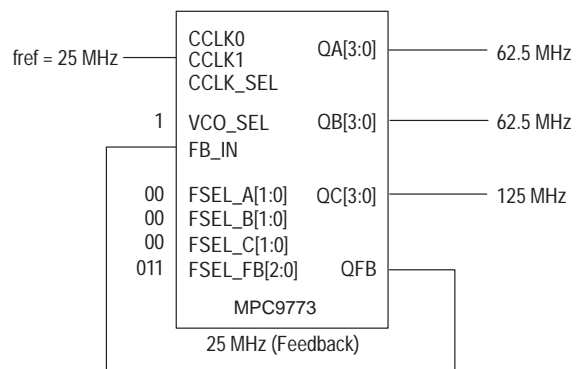 CCLK0
fref = 25 MHz CCLK1 QA[3:0] 62.5 MHz
CCLK_SEL
1 VCO_SEL QB[3:0] 62.5 MHz
FB_IN
00 FSEL_A[1:0] QC[3:0] 125 MHz
00 FSEL_B[1:0]
00 FSEL_C[1:0]
011 FSEL_FB[2:0] QFB
MPC9773
25 MHz (Feedback)